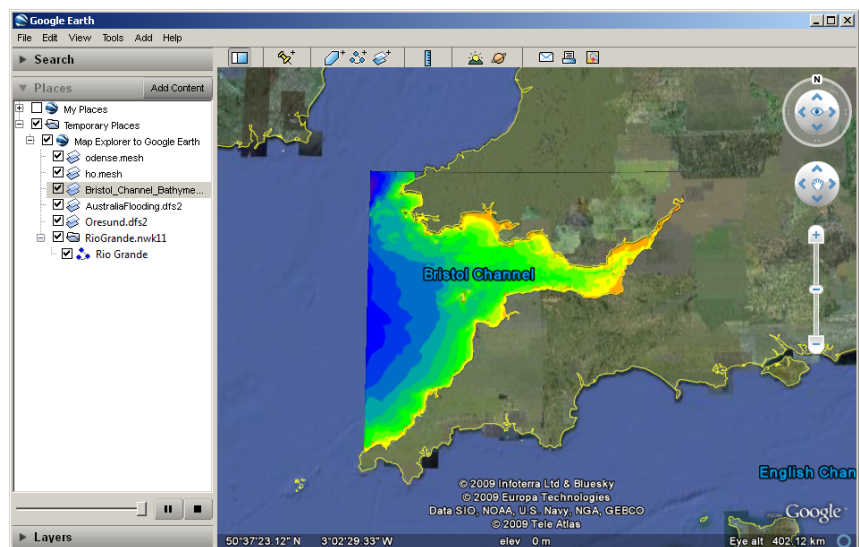 Google Earth
File Edit View Tools Add Help
Search
Places
Add Content
My Places
Temporary Places
Map Explorer to Google Earth
odense.mesh
ho.mesh
Bristol_Channel_Bathyme...
AustraliaFlooding.dfs2
Oresund.dfs2
RioGrande.nwk11
Rio Grande
Layers
N
Bristol Channel
English Chan
© 2009 Infoterra Ltd & Bluesky
© 2009 Europa Technologies
Data SIO, NOAA, U.S. Navy, NGA, GEBCO
© 2009 Tele Atlas
Google
50°37'23.12" N 3°02'29.33" W elev 0 m Eye alt 402.12 km